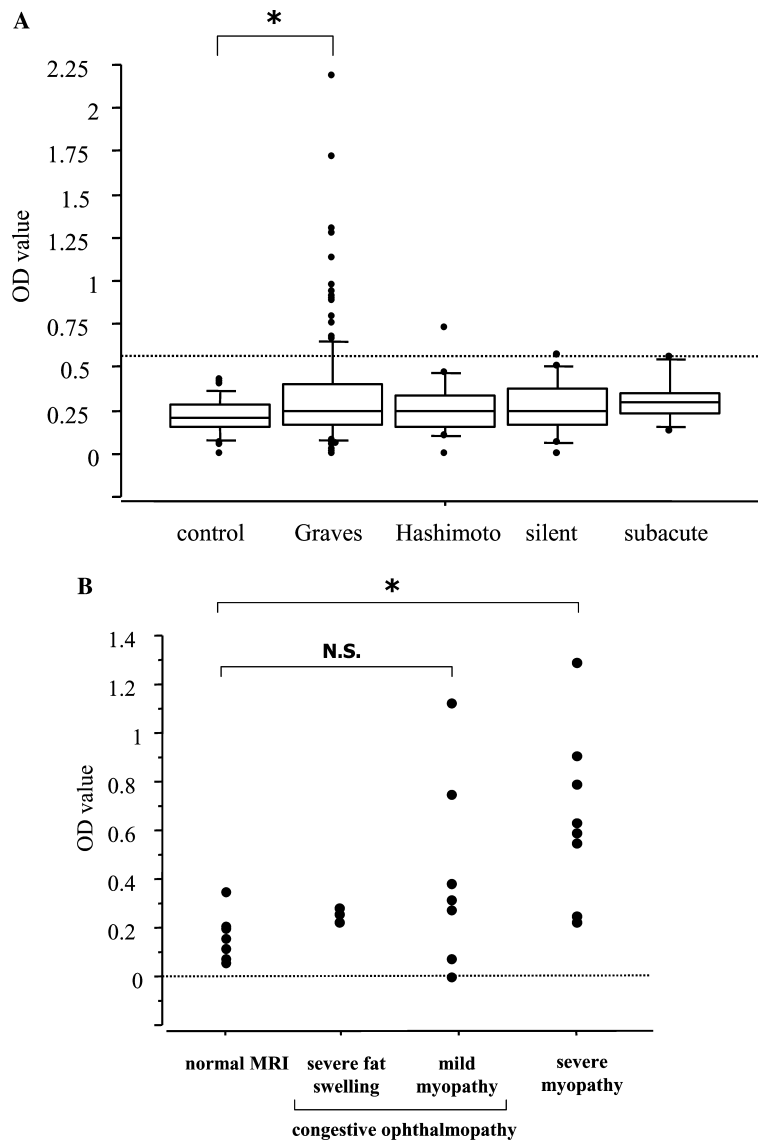 A
*
2.25
2
1.5
1.25
1
0.75
0.5
0.25
0
OD value
control Graves Hashimoto silent subacute
B
*
N.S.
1.4
1.2
1
0.8
0.6
0.4
0.2
0
OD value
normal MRI severe fat swelling mild myopathy severe myopathy
congestive ophthalmopathy